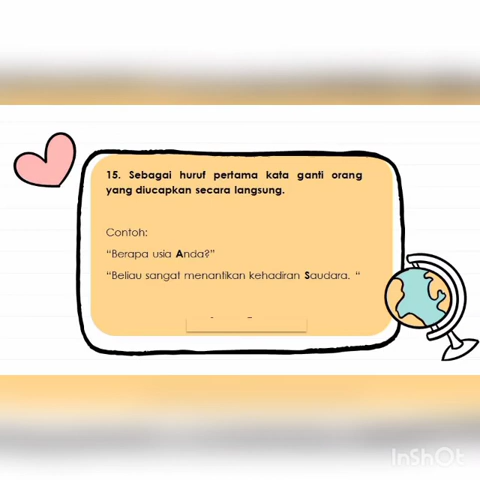 15. Sebagai huruf pertama kata ganti orang
yang diucapkan secara langsung.
Contoh:
“Berapa usia Anda?”
“Beliau sangat menantikan kehadiran Saudara. “
InShOt